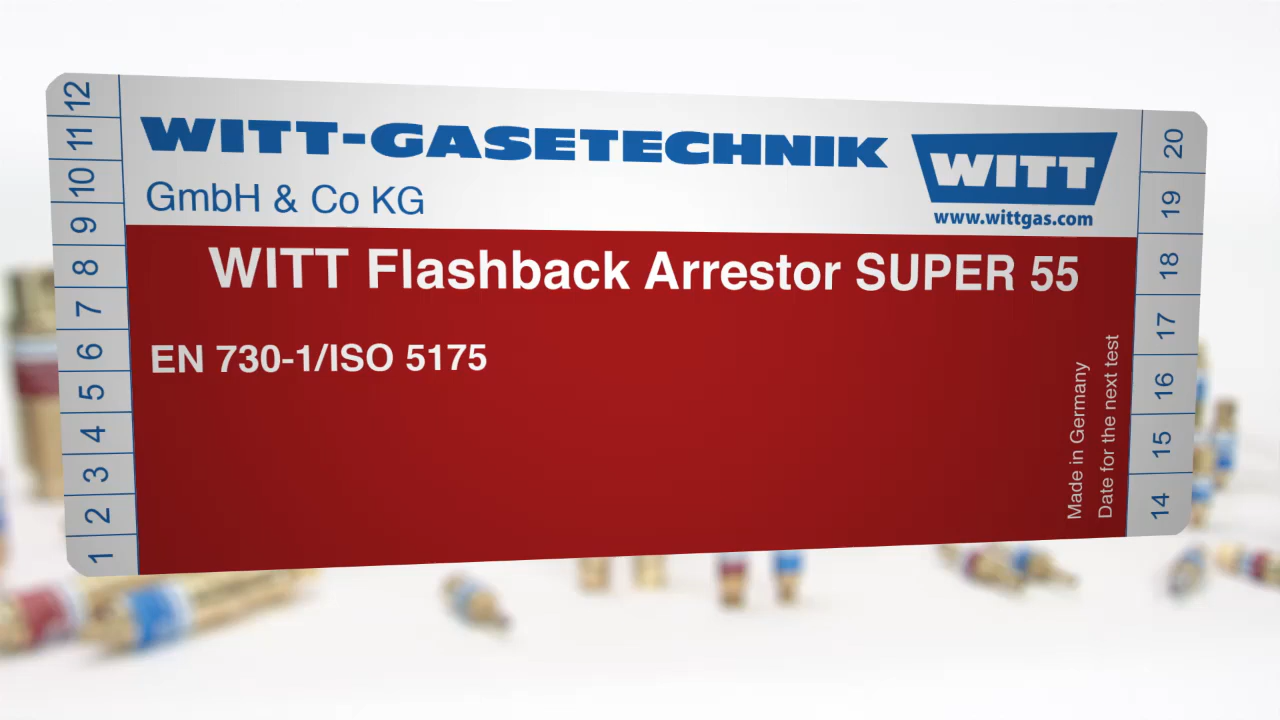 WITT-GASETECHNIK
GmbH & Co KG
WITT
www.wittgas.com
WITT Flashback Arrestor SUPER 55
EN 730-1/ISO 5175
Made in Germany
Date for the next test
12
11
10
9
8
7
6
5
4
3
2
1
20
19
18
17
16
15
14